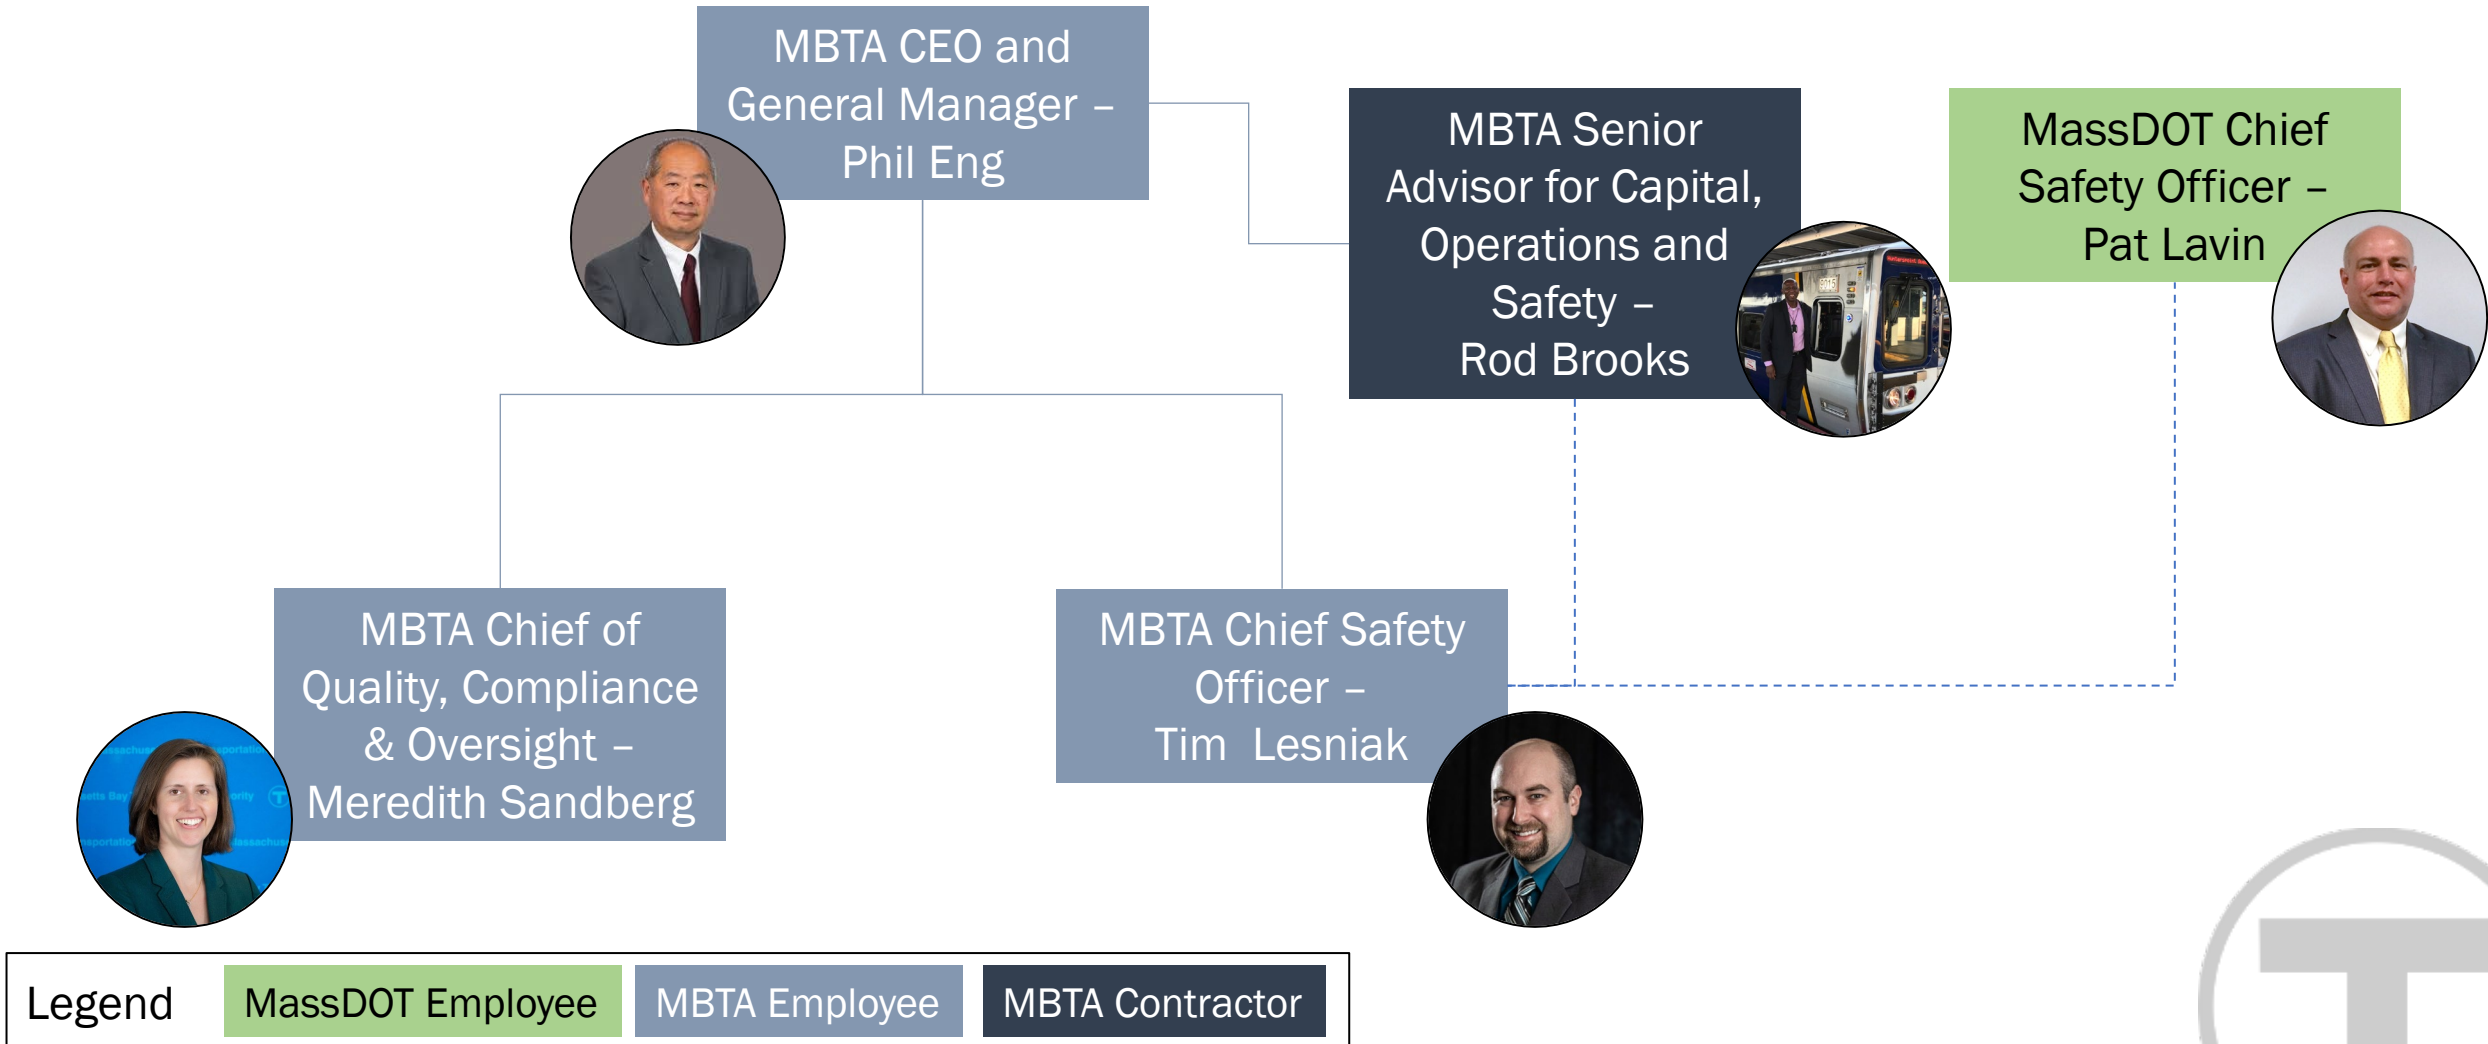 MBTA CEO and
General Manager –
Phil Eng
MBTA Senior
Advisor for Capital,
Operations and
Safety –
Rod Brooks
MassDOT Chief
Safety Officer –
Pat Lavin
MBTA Chief of
Quality, Compliance
& Oversight –
Meredith Sandberg
MBTA Chief Safety
Officer –
Tim  Lesniak
Legend
MassDOT Employee
MBTA Employee
MBTA Contractor
T